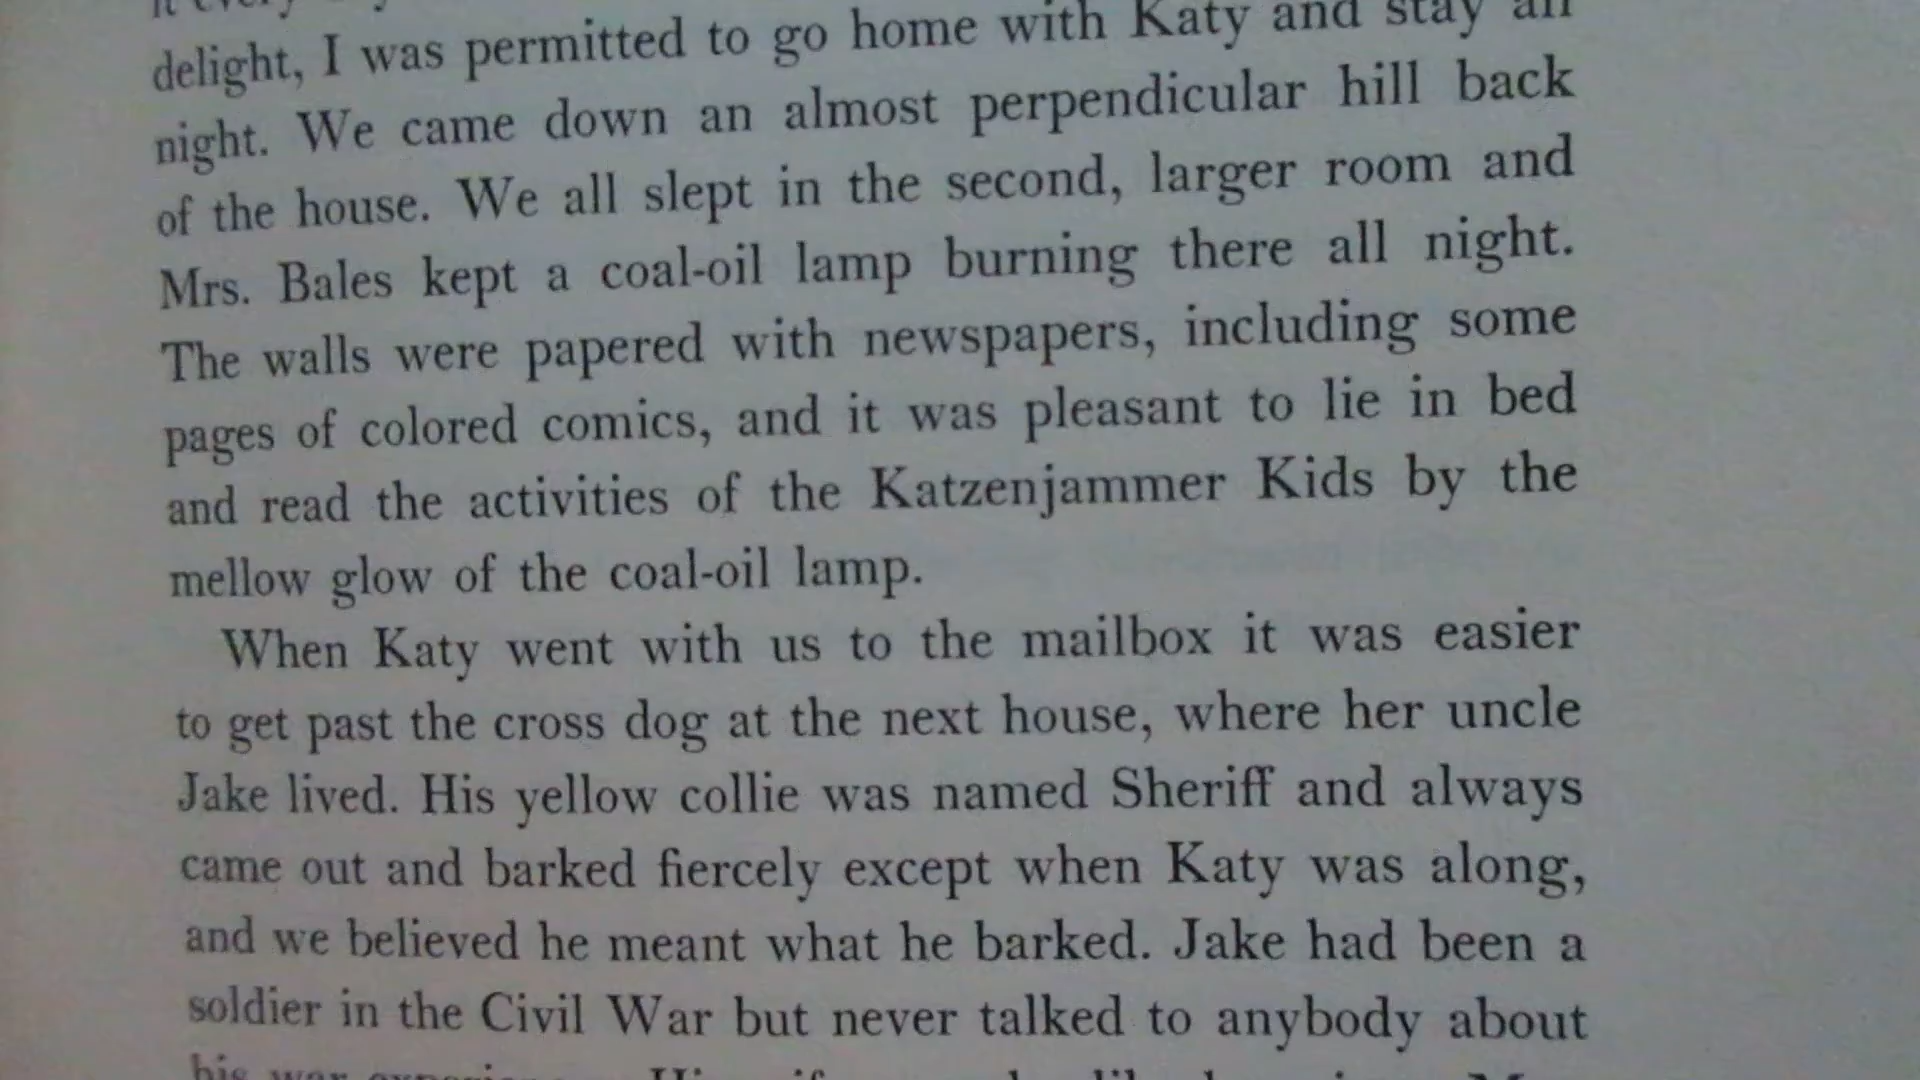 delight, I was permitted to go home with Katy and stay all
night. We came down an almost perpendicular hill back
of the house. We all slept in the second, larger room and
Mrs. Bales kept a coal-oil lamp burning there all night.
The walls were papered with newspapers, including some
pages of colored comics, and it was pleasant to lie in bed
and read the activities of the Katzenjammer Kids by the
mellow glow of the coal-oil lamp.
When Katy went with us to the mailbox it was easier
to get past the cross dog at the next house, where her uncle
Jake lived. His yellow collie was named Sheriff and always
came out and barked fiercely except when Katy was along,
and we believed he meant what he barked. Jake had been a
soldier in the Civil War but never talked to anybody about
his war